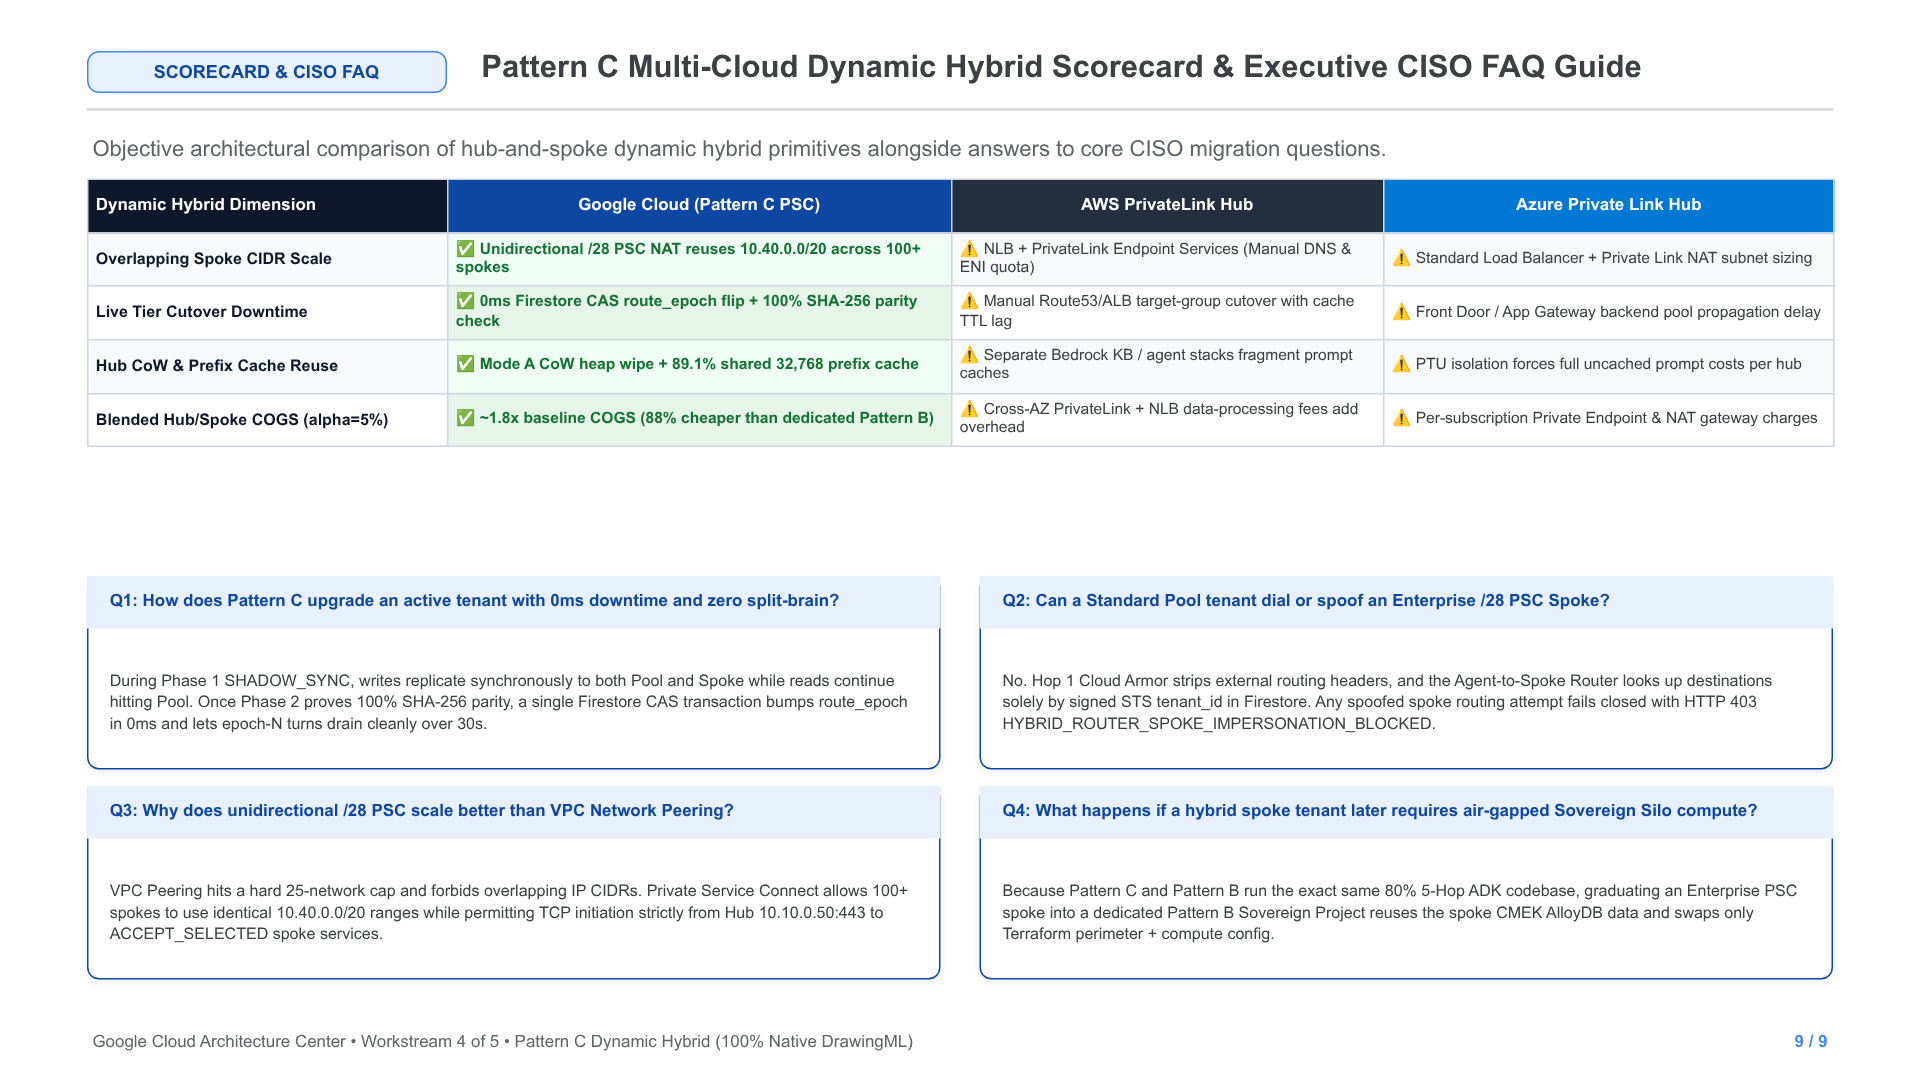 SCORECARD & CISO FAQ
Pattern C Multi-Cloud Dynamic Hybrid Scorecard & Executive CISO FAQ Guide
Objective architectural comparison of hub-and-spoke dynamic hybrid primitives alongside answers to core CISO migration questions.
Dynamic Hybrid Dimension
Google Cloud (Pattern C PSC)
AWS PrivateLink Hub
Azure Private Link Hub
Overlapping Spoke CIDR Scale
✅ Unidirectional /28 PSC NAT reuses 10.40.0.0/20 across 100+
spokes
⚠️ NLB + PrivateLink Endpoint Services (Manual DNS &
ENI quota)
⚠️ Standard Load Balancer + Private Link NAT subnet sizing
Live Tier Cutover Downtime
✅ 0ms Firestore CAS route_epoch flip + 100% SHA-256 parity
check
⚠️ Manual Route53/ALB target-group cutover with cache
TTL lag
⚠️ Front Door / App Gateway backend pool propagation delay
Hub CoW & Prefix Cache Reuse
✅ Mode A CoW heap wipe + 89.1% shared 32,768 prefix cache
⚠️ Separate Bedrock KB / agent stacks fragment prompt
caches
⚠️ PTU isolation forces full uncached prompt costs per hub
Blended Hub/Spoke COGS (alpha=5%)
✅ ~1.8x baseline COGS (88% cheaper than dedicated Pattern B)
⚠️ Cross-AZ PrivateLink + NLB data-processing fees add
overhead
⚠️ Per-subscription Private Endpoint & NAT gateway charges
Q1: How does Pattern C upgrade an active tenant with 0ms downtime and zero split-brain?
During Phase 1 SHADOW_SYNC, writes replicate synchronously to both Pool and Spoke while reads continue
hitting Pool. Once Phase 2 proves 100% SHA-256 parity, a single Firestore CAS transaction bumps route_epoch
in 0ms and lets epoch-N turns drain cleanly over 30s.
Q2: Can a Standard Pool tenant dial or spoof an Enterprise /28 PSC Spoke?
No. Hop 1 Cloud Armor strips external routing headers, and the Agent-to-Spoke Router looks up destinations
solely by signed STS tenant_id in Firestore. Any spoofed spoke routing attempt fails closed with HTTP 403
HYBRID_ROUTER_SPOKE_IMPERSONATION_BLOCKED.
Q3: Why does unidirectional /28 PSC scale better than VPC Network Peering?
VPC Peering hits a hard 25-network cap and forbids overlapping IP CIDRs. Private Service Connect allows 100+
spokes to use identical 10.40.0.0/20 ranges while permitting TCP initiation strictly from Hub 10.10.0.50:443 to
ACCEPT_SELECTED spoke services.
Q4: What happens if a hybrid spoke tenant later requires air-gapped Sovereign Silo compute?
Because Pattern C and Pattern B run the exact same 80% 5-Hop ADK codebase, graduating an Enterprise PSC
spoke into a dedicated Pattern B Sovereign Project reuses the spoke CMEK AlloyDB data and swaps only
Terraform perimeter + compute config.
Google Cloud Architecture Center • Workstream 4 of 5 • Pattern C Dynamic Hybrid (100% Native DrawingML)
9 / 9